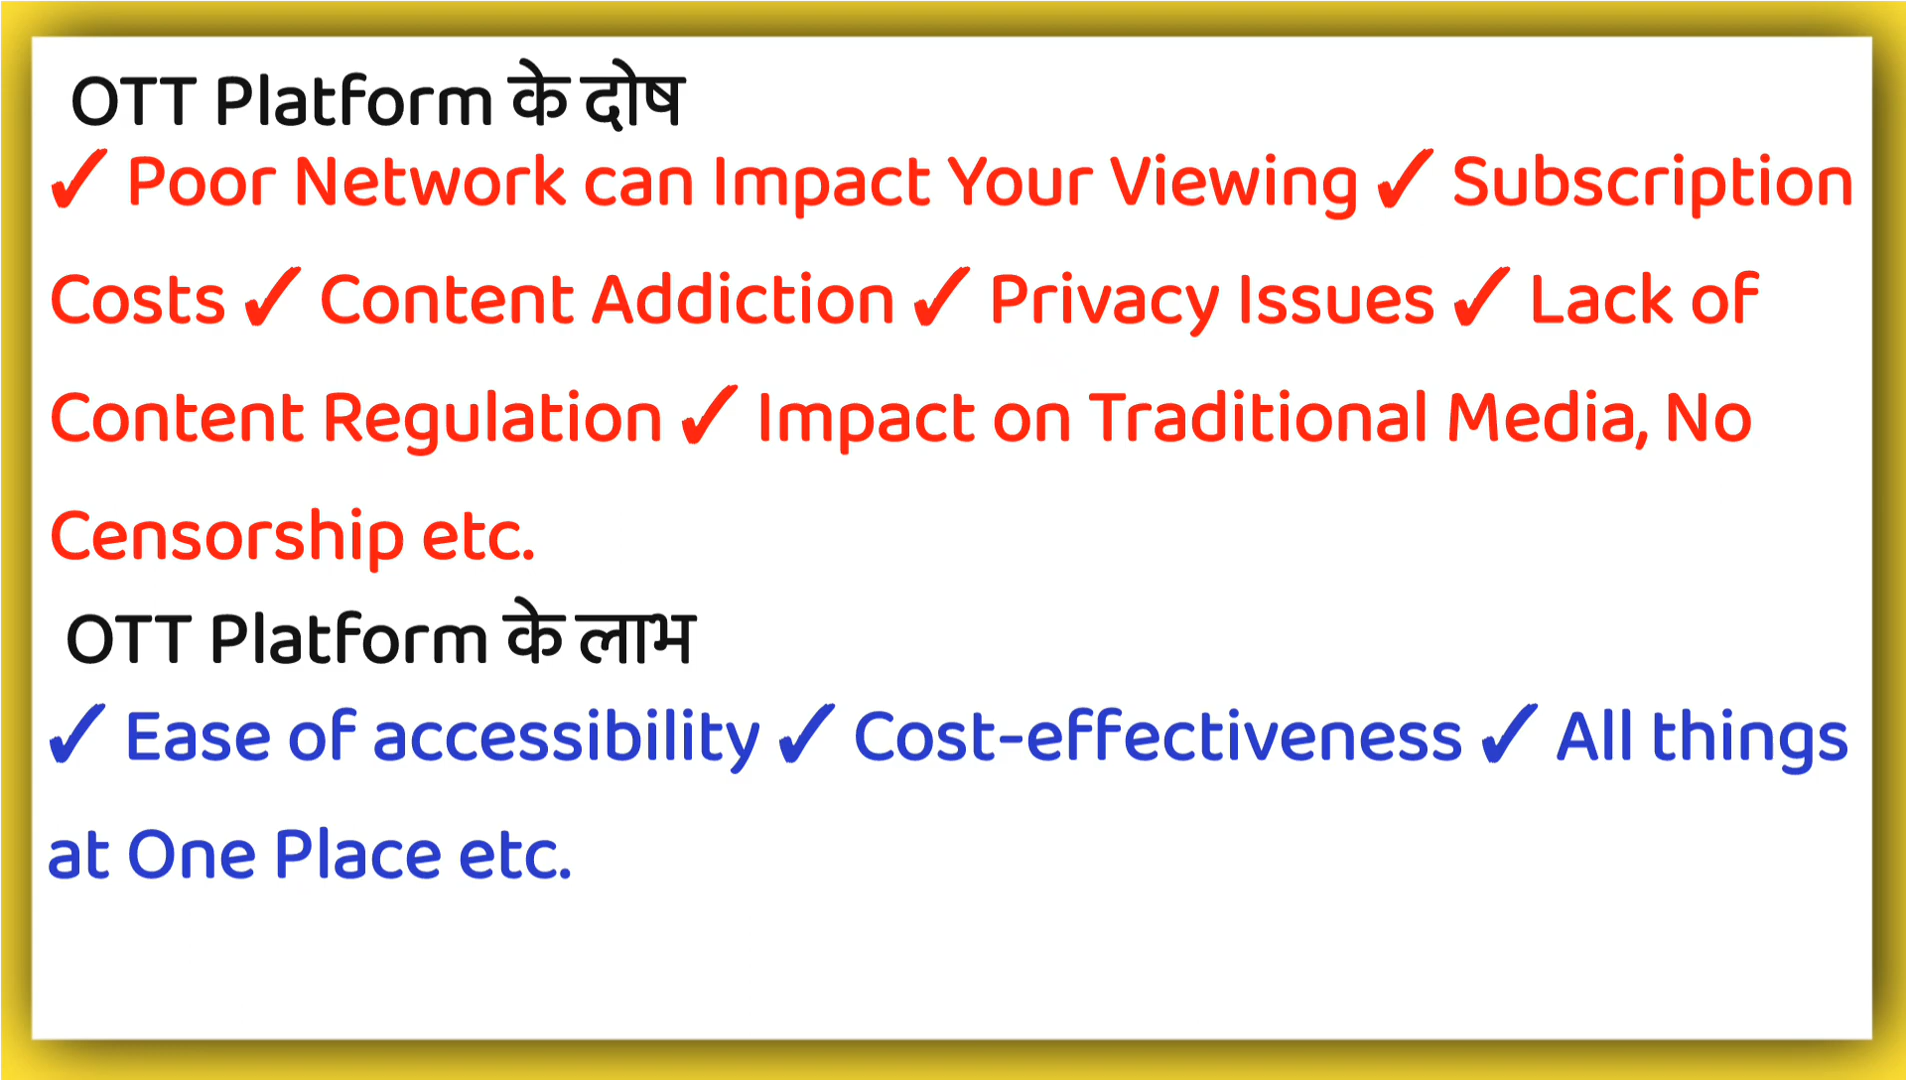 OTT Platform के दोष
✓ Poor Network can Impact Your Viewing ✓ Subscription
Costs ✓ Content Addiction ✓ Privacy Issues ✓ Lack of
Content Regulation ✓ Impact on Traditional Media, No
Censorship etc.
OTT Platform के लाभ
✓ Ease of accessibility ✓ Cost-effectiveness ✓ All things
at One Place etc.